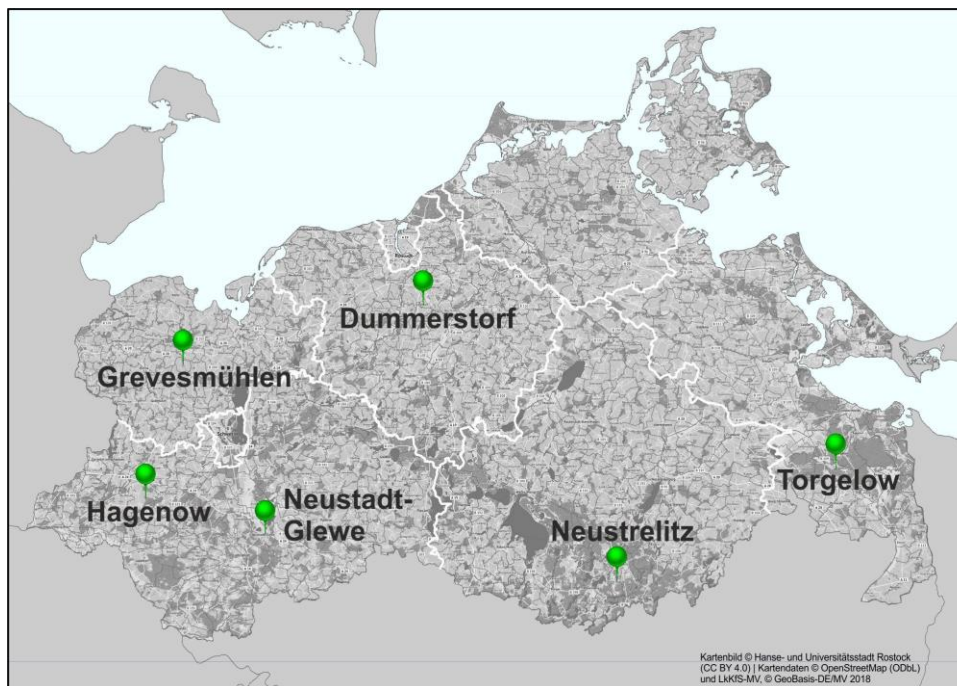 Dummerstorf
Grevesmühlen
Hagenow
Neustadt-
Glewe
Torgelow
Neustrelitz
Kartenbild © Hanse- und Universitätsstadt Rostock
(CC BY 4.0) | Kartendaten © OpenStreetMap (ODbL)
und LkKfS-MV, © GeoBasis-DE/MV 2018